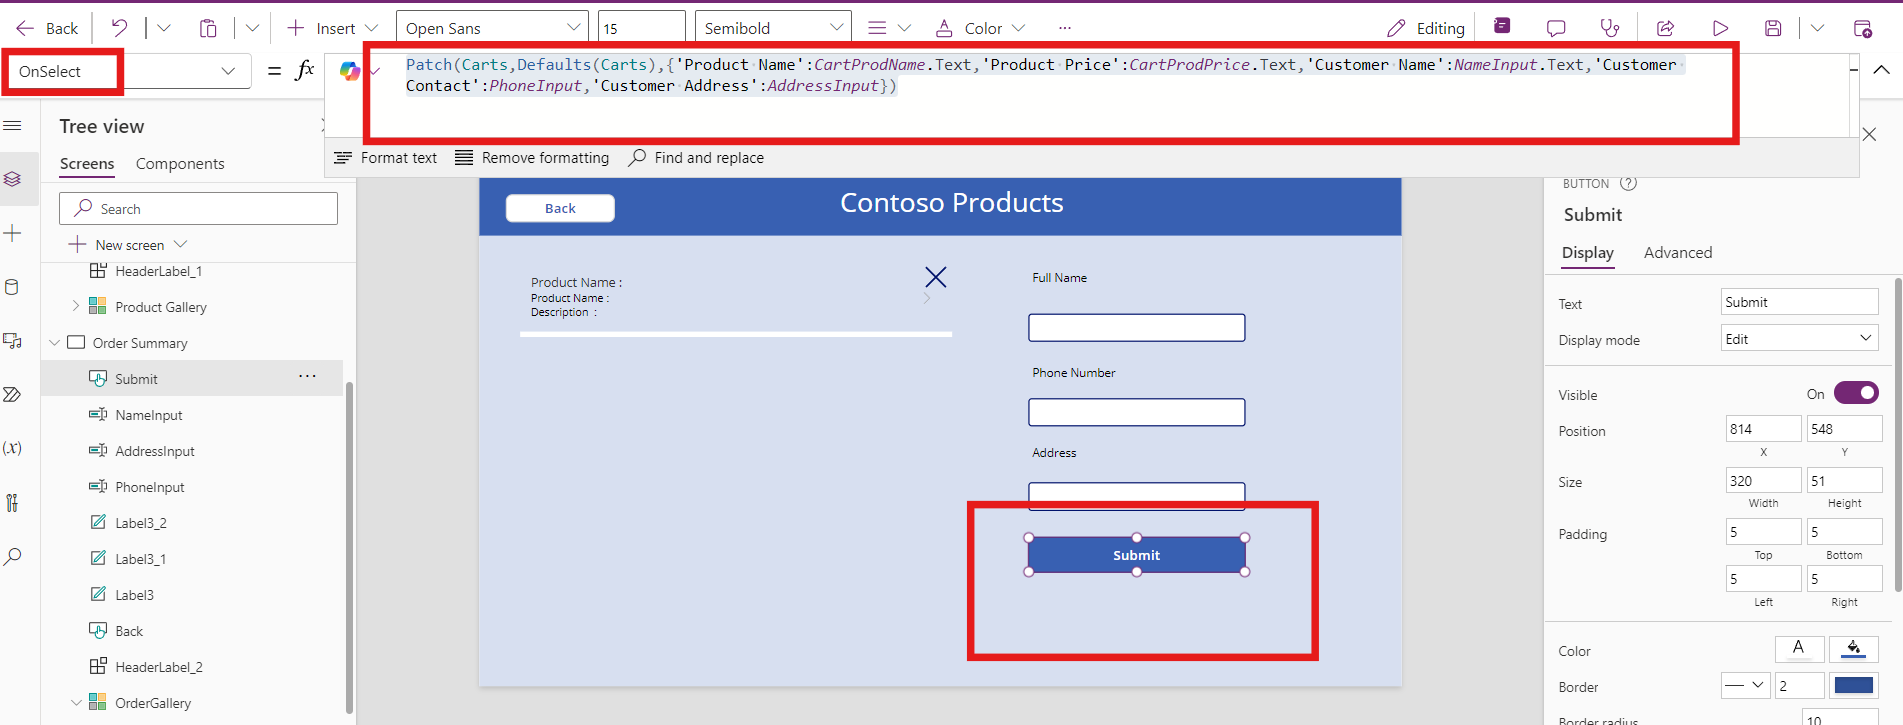 Back
Insert
Open Sans
15
Semibold
Color
Editing
OnSelect
= fx
Patch(Carts,Defaults(Carts),{'Product Name':CartProdName.Text,'Product Price':CartProdPrice.Text,'Customer Name':NameInput.Text,'Customer
Contact':PhoneInput,'Customer Address':AddressInput})
Format text
Remove formatting
Find and replace
Tree view
Screens
Components
Search
New screen
HeaderLabel_1
Product Gallery
Order Summary
Submit
NameInput
AddressInput
PhoneInput
Label3_2
Label3_1
Label3
Back
HeaderLabel_2
OrderGallery
(x)
Back
Contoso Products
Product Name :
Product Name :
Description :
Full Name
Phone Number
Address
Submit
BUTTON
Submit
Display
Advanced
Text
Submit
Display mode
Edit
Visible
On
Position
814
548
X
Y
Size
320
51
Width
Height
Padding
5
5
Top
Bottom
5
5
Left
Right
Color
A
Border
2
Border radius
10